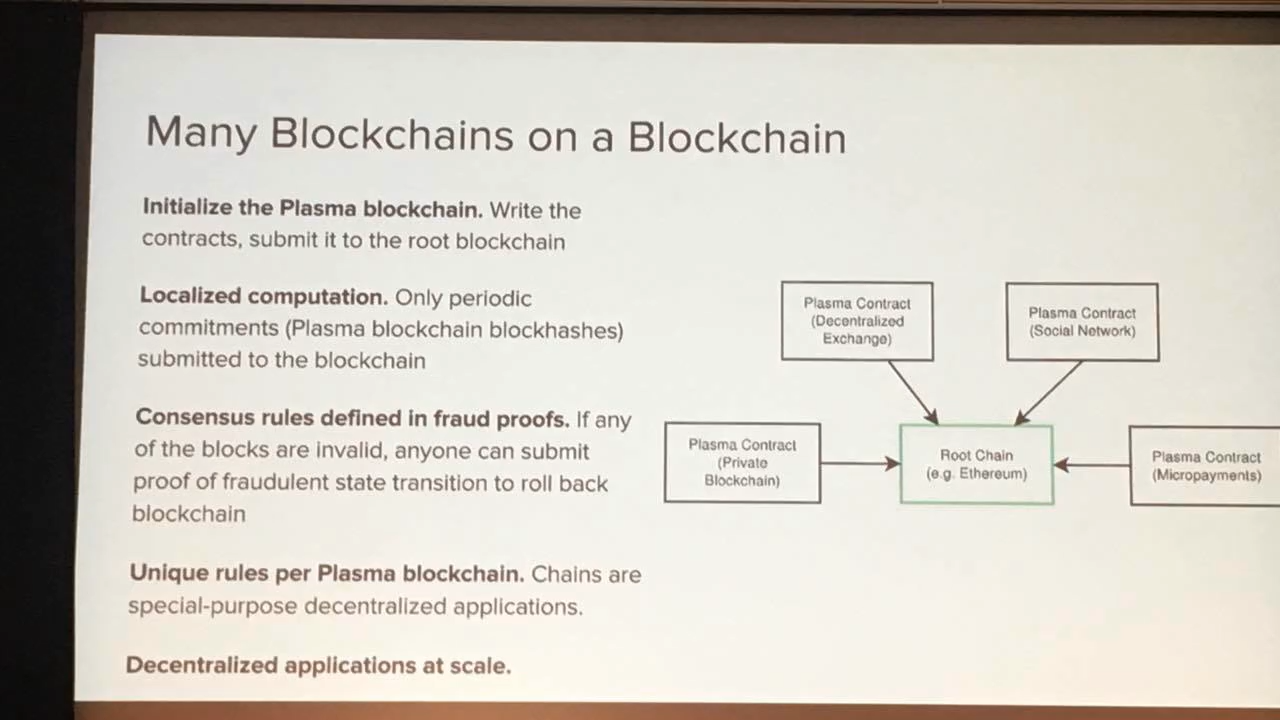 Many Blockchains on a Blockchain
Initialize the Plasma blockchain. Write the
contracts, submit it to the root blockchain
Localized computation. Only periodic
commitments (Plasma blockchain blockhashes)
submitted to the blockchain
Consensus rules defined in fraud proofs. If any
of the blocks are invalid, anyone can submit
proof of fraudulent state transition to roll back
blockchain
Unique rules per Plasma blockchain. Chains are
special-purpose decentralized applications.
Decentralized applications at scale.
Plasma Contract
(Decentralized
Exchange)
Plasma Contract
(Social Network)
Plasma Contract
(Private
Blockchain)
Root Chain
(e.g. Ethereum)
Plasma Contract
(Micropayments)